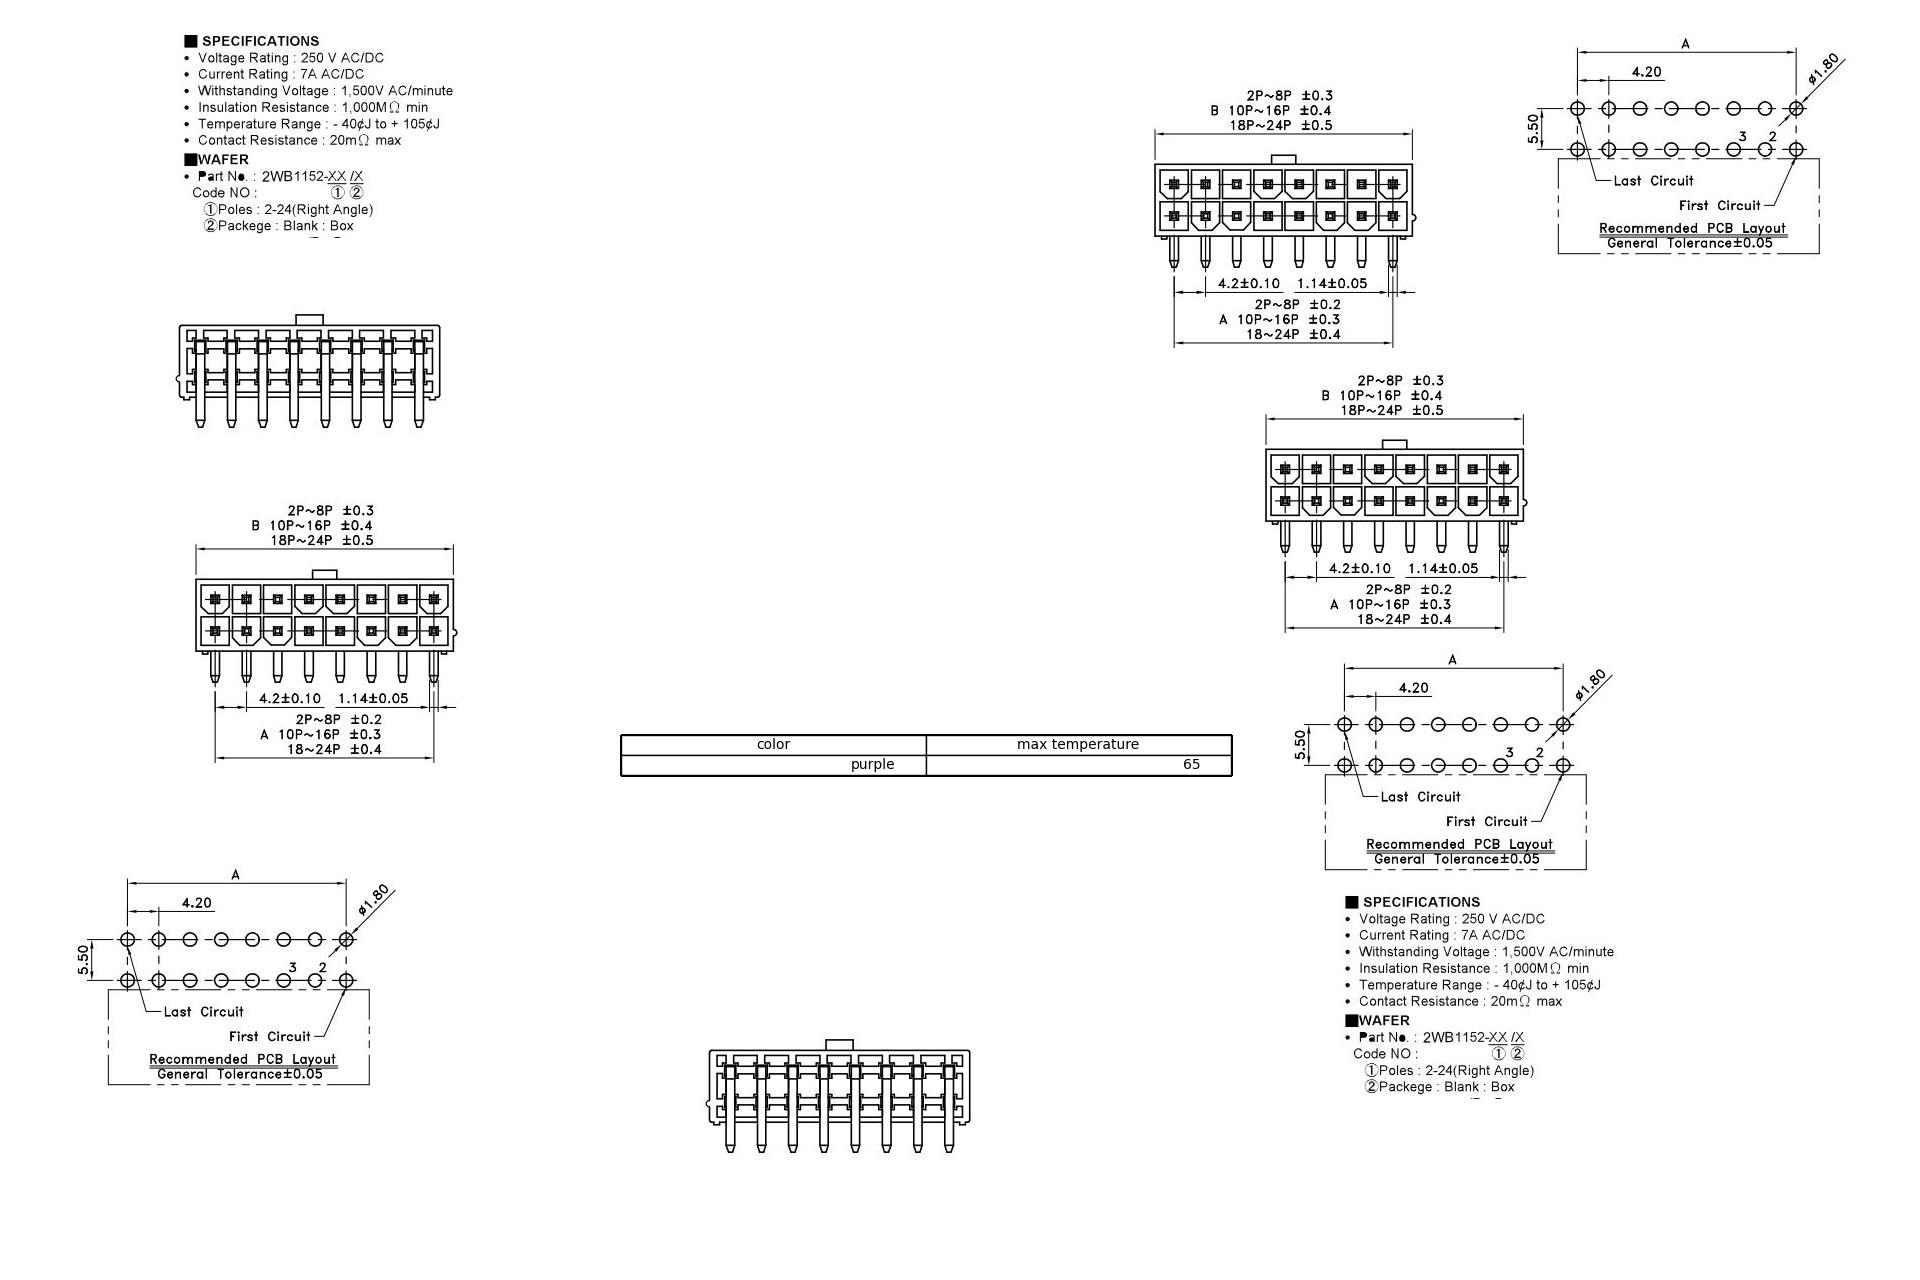 ■ SPECIFICATIONS
• Voltage Rating : 250 V AC/DC
• Current Rating : 7A AC/DC
• Withstanding Voltage : 1,500V AC/minute
• Insulation Resistance : 1,000MΩ min
• Temperature Range : - 40¢J to + 105¢J
• Contact Resistance : 20mΩ max
■WAFER
• Part No. : 2WB1152-XX /X
Code NO : ① ②
①Poles : 2-24(Right Angle)
②Packege : Blank : Box
2P~8P ±0.3
B 10P~16P ±0.4
18P~24P ±0.5
4.2±0.10 1.14±0.05
2P~8P ±0.2
A 10P~16P ±0.3
18~24P ±0.4
A
4.20
ø1.80
5.50
3 2
Last Circuit
First Circuit
Recommended PCB Layout
General Tolerance±0.05
2P~8P ±0.3
B 10P~16P ±0.4
18P~24P ±0.5
4.2±0.10 1.14±0.05
2P~8P ±0.2
A 10P~16P ±0.3
18~24P ±0.4
2P~8P ±0.3
B 10P~16P ±0.4
18P~24P ±0.5
4.2±0.10 1.14±0.05
2P~8P ±0.2
A 10P~16P ±0.3
18~24P ±0.4
color max temperature
purple 65
A
4.20
ø1.80
5.50
3 2
Last Circuit
First Circuit
Recommended PCB Layout
General Tolerance±0.05
A
4.20
ø1.80
5.50
3 2
Last Circuit
First Circuit
Recommended PCB Layout
General Tolerance±0.05
■ SPECIFICATIONS
• Voltage Rating : 250 V AC/DC
• Current Rating : 7A AC/DC
• Withstanding Voltage : 1,500V AC/minute
• Insulation Resistance : 1,000MΩ min
• Temperature Range : - 40¢J to + 105¢J
• Contact Resistance : 20mΩ max
■WAFER
• Part No. : 2WB1152-XX /X
Code NO : ① ②
①Poles : 2-24(Right Angle)
②Packege : Blank : Box